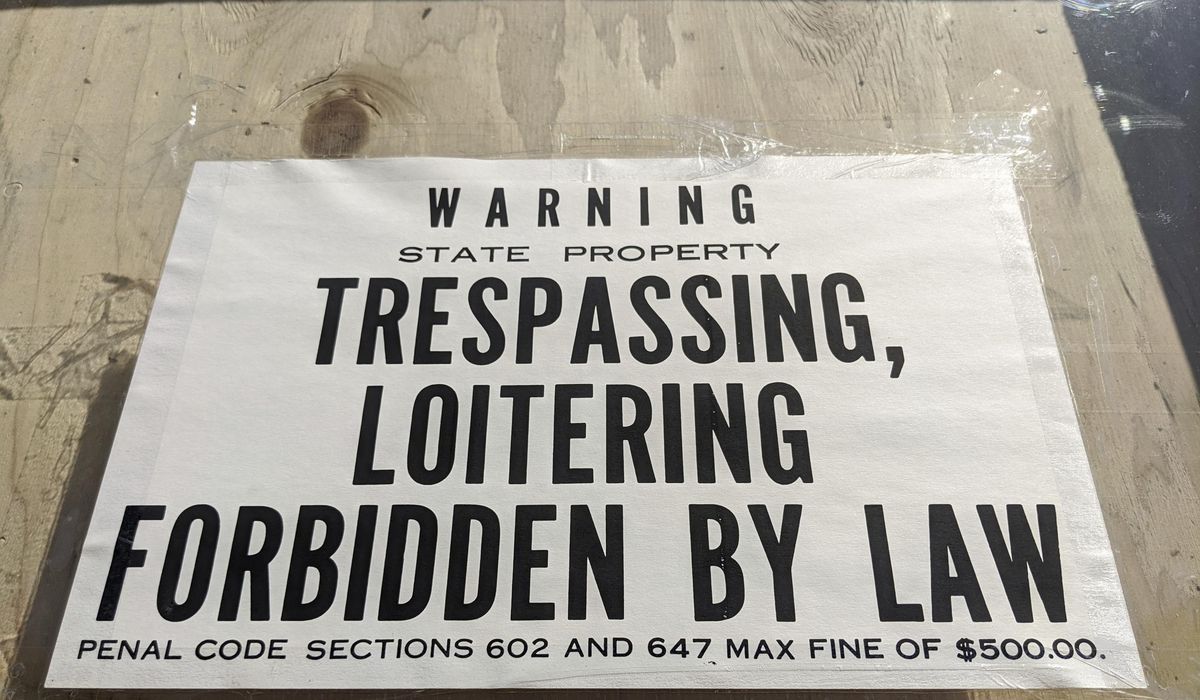 WARNING
STATE PROPERTY
TRESPASSING,
LOITERING
FORBIDDEN BY LAW
PENAL CODE SECTIONS 602 AND 647 MAX FINE OF $500.00.